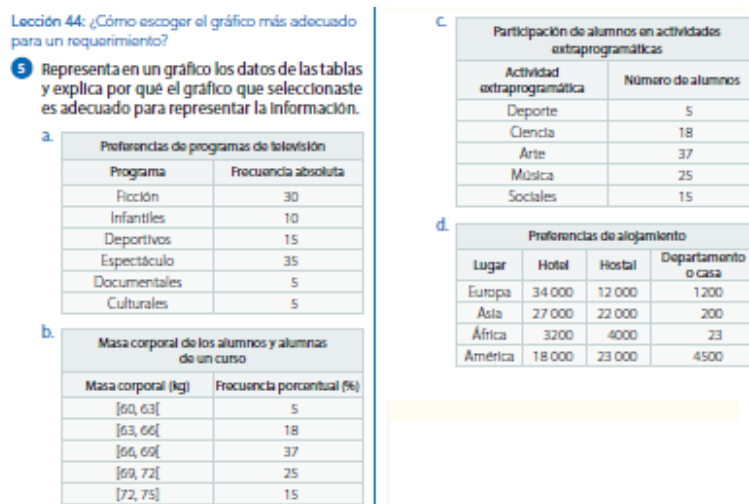 Lección 44: ¿Cómo escoger el gráfico más adecuado
para un requerimiento?
5 Representa en un gráfico los datos de las tablas
y explica por qué el gráfico que seleccionaste
es adecuado para representar la información.
a.
Preferencias de programas de televisión
Programa Frecuencia absoluta
Ficción 30
Infantiles 10
Deportivos 15
Espectáculo 35
Documentales 5
Culturales 5
b.
Masa corporal de los alumnos y alumnas
de un curso
Masa corporal (kg) Frecuencia porcentual (%)
[60, 63[ 5
[63, 66[ 18
[66, 69[ 37
[69, 72[ 25
[72, 75] 15
c.
Participación de alumnos en actividades
extraprogramáticas
Actividad
extraprogramática Número de alumnos
Deporte 5
Ciencia 18
Arte 37
Música 25
Sociales 15
d.
Preferencias de alojamiento
Lugar Hotel Hostal Departamento
o casa
Europa 34 000 12 000 1200
Asia 27 000 22 000 200
África 3200 4000 23
América 18 000 23 000 4500